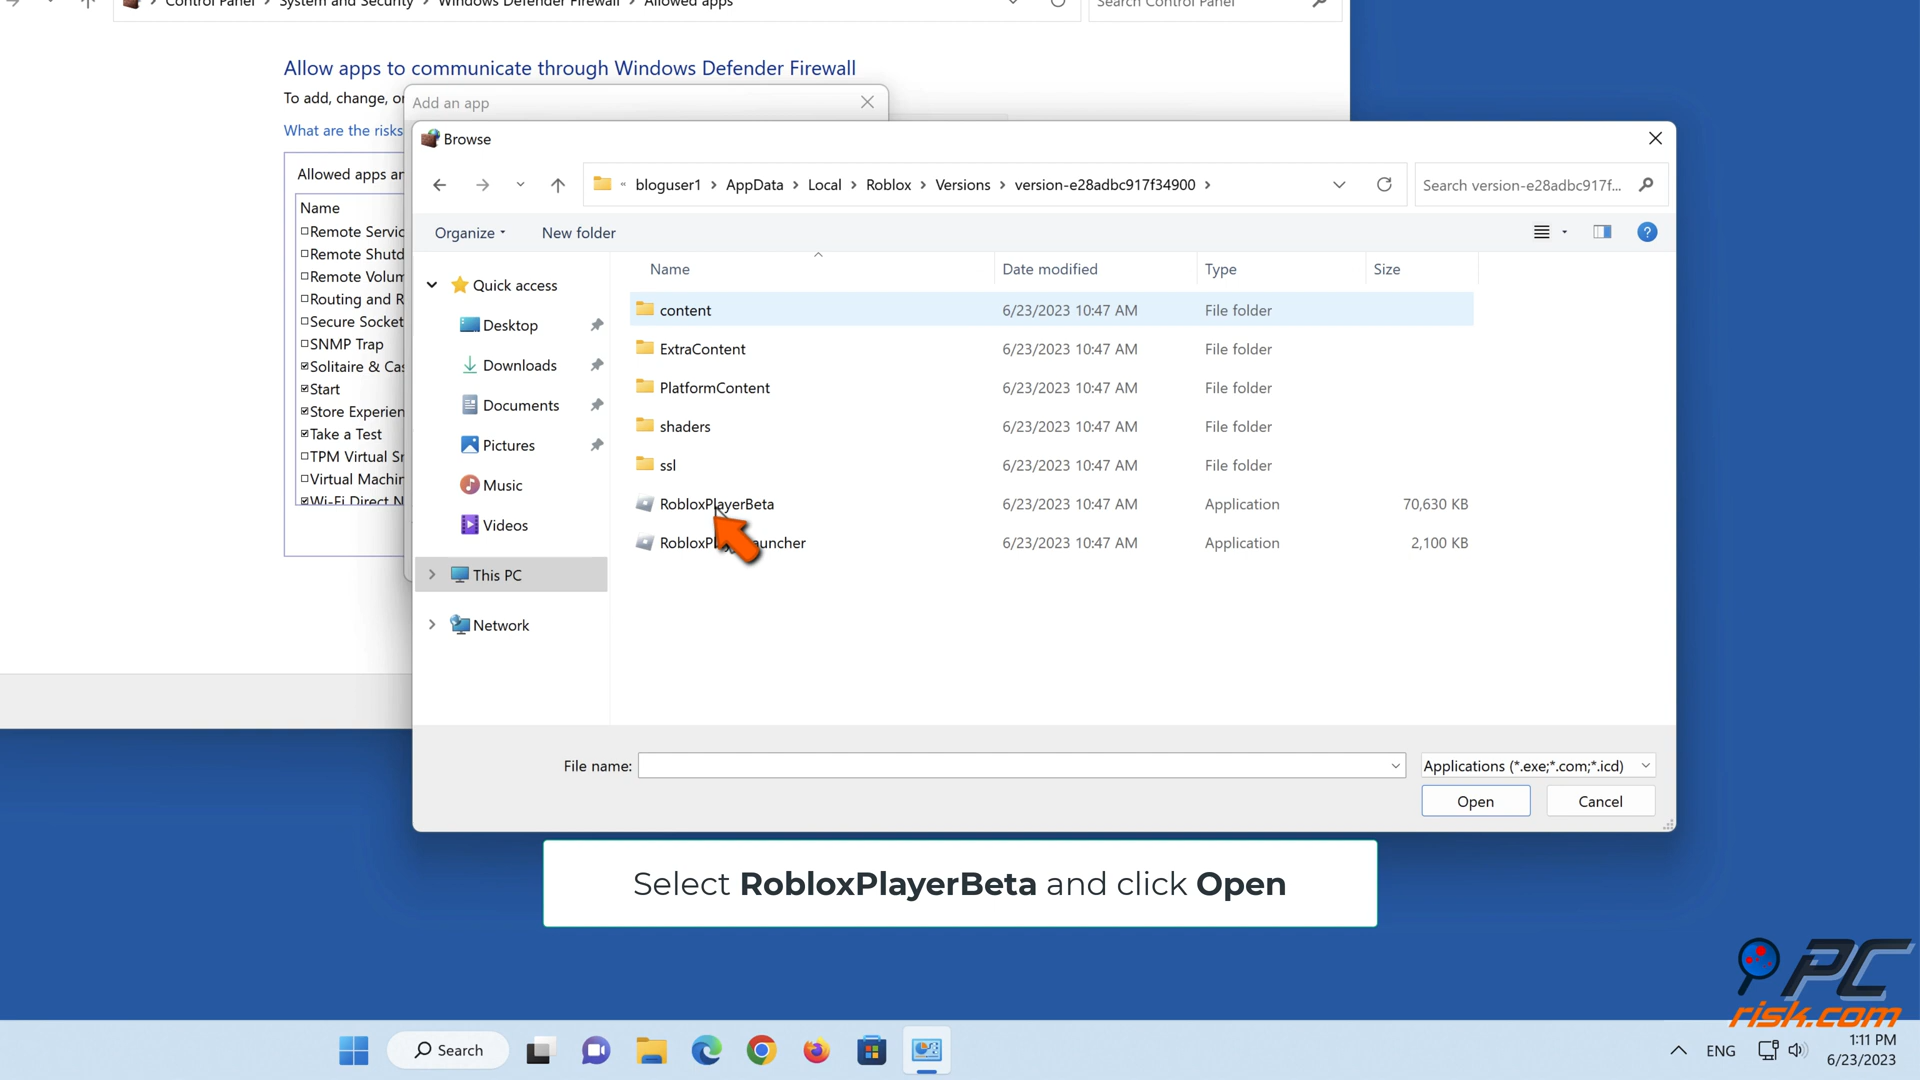 Control Panel > System and Security > Windows Defender Firewall > Allowed apps
Search Control Panel
Allow apps to communicate through Windows Defender Firewall
To add, change, or
What are the risks
Add an app
Browse
« bloguser1 > AppData > Local > Roblox > Versions > version-e28adbc917f34900 >
Search version-e28adbc917f...
Organize
New folder
Allowed apps an
Name
Remote Servic
Remote Shutd
Remote Volum
Routing and R
Secure Socket
SNMP Trap
Solitaire & Cas
Start
Store Experien
Take a Test
TPM Virtual Sm
Virtual Machin
Wi-Fi Direct N
Quick access
Desktop
Downloads
Documents
Pictures
Music
Videos
This PC
Network
Name Date modified Type Size
content 6/23/2023 10:47 AM File folder
ExtraContent 6/23/2023 10:47 AM File folder
PlatformContent 6/23/2023 10:47 AM File folder
shaders 6/23/2023 10:47 AM File folder
ssl 6/23/2023 10:47 AM File folder
RobloxPlayerBeta 6/23/2023 10:47 AM Application 70,630 KB
RobloxPlayerLauncher 6/23/2023 10:47 AM Application 2,100 KB
File name:
Applications (*.exe;*.com;*.icd)
Open
Cancel
Select RobloxPlayerBeta and click Open
PC
risk.com
Search
ENG
1:11 PM
6/23/2023